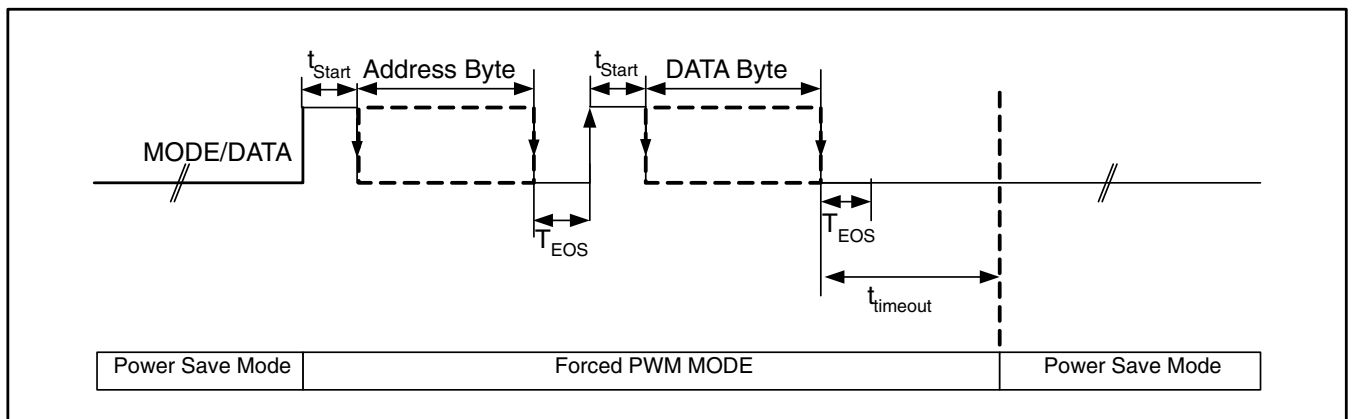 tStart Address Byte tStart DATA Byte
MODE/DATA
TEOS TEOS
ttimeout
Power Save Mode Forced PWM MODE Power Save Mode